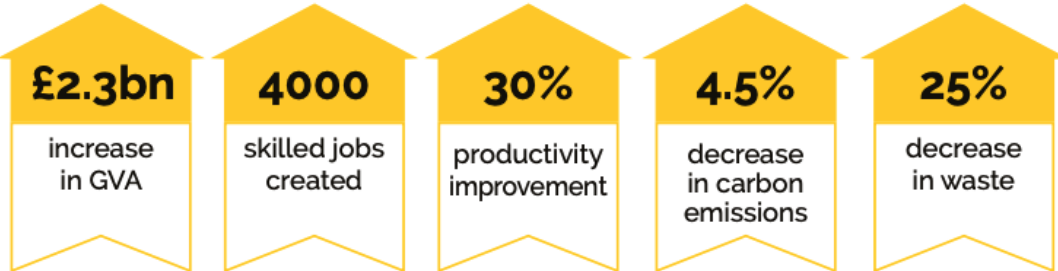 £2.3bn
increase
in GVA
4000
skilled jobs
created
30%
productivity
improvement
4.5%
decrease
in carbon
emissions
25%
decrease
in waste